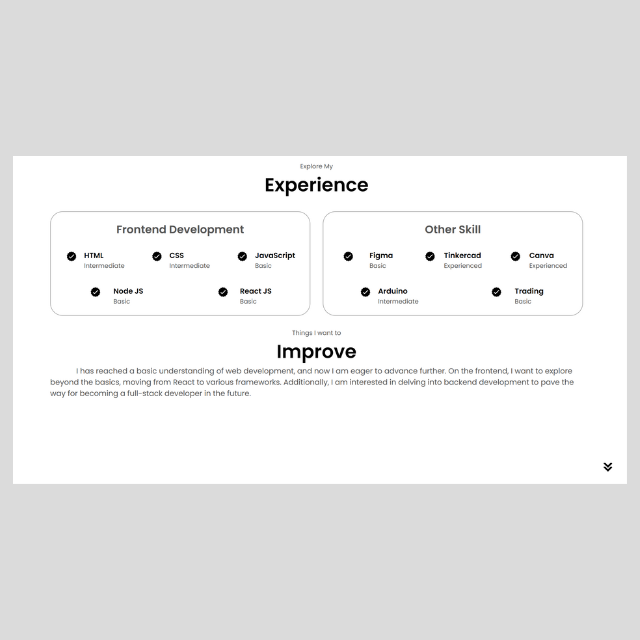 Explore My
Experience
Frontend Development
HTML
Intermediate
CSS
Intermediate
JavaScript
Basic
Node JS
Basic
React JS
Basic
Other Skill
Figma
Basic
Tinkercad
Experienced
Canva
Experienced
Arduino
Intermediate
Trading
Basic
Things I want to
Improve
I has reached a basic understanding of web development, and now I am eager to advance further. On the frontend, I want to explore
beyond the basics, moving from React to various frameworks. Additionally, I am interested in delving into backend development to pave the
way for becoming a full-stack developer in the future.